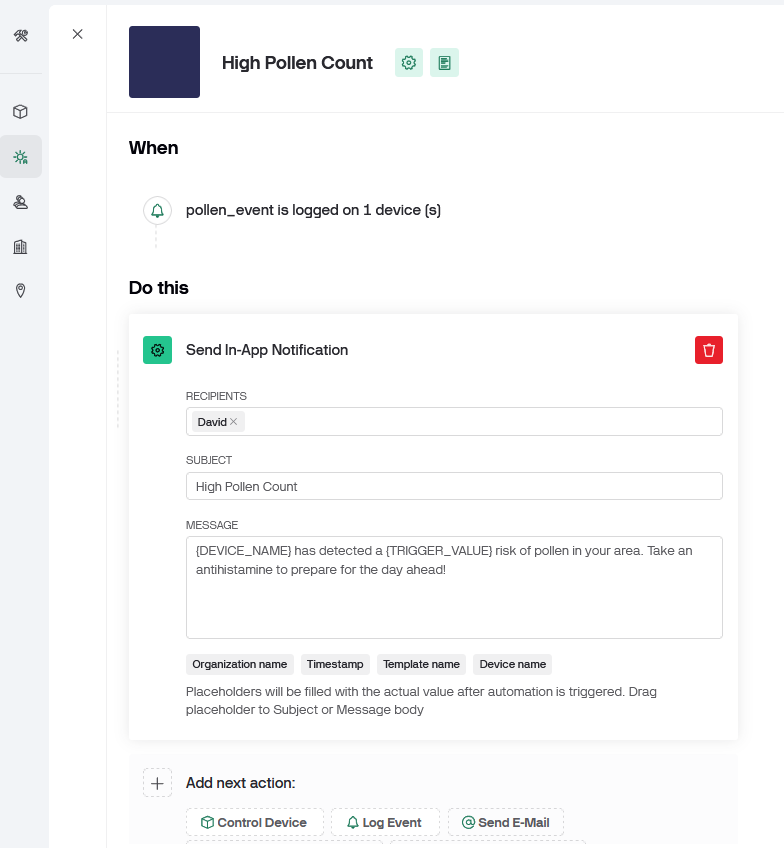 High Pollen Count
When
pollen_event is logged on 1 device (s)
Do this
Send In-App Notification
RECIPIENTS
David
SUBJECT
High Pollen Count
MESSAGE
{DEVICE_NAME} has detected a {TRIGGER_VALUE} risk of pollen in your area. Take an
antihistamine to prepare for the day ahead!
Organization name Timestamp Template name Device name
Placeholders will be filled with the actual value after automation is triggered. Drag
placeholder to Subject or Message body
Add next action:
Control Device Log Event Send E-Mail